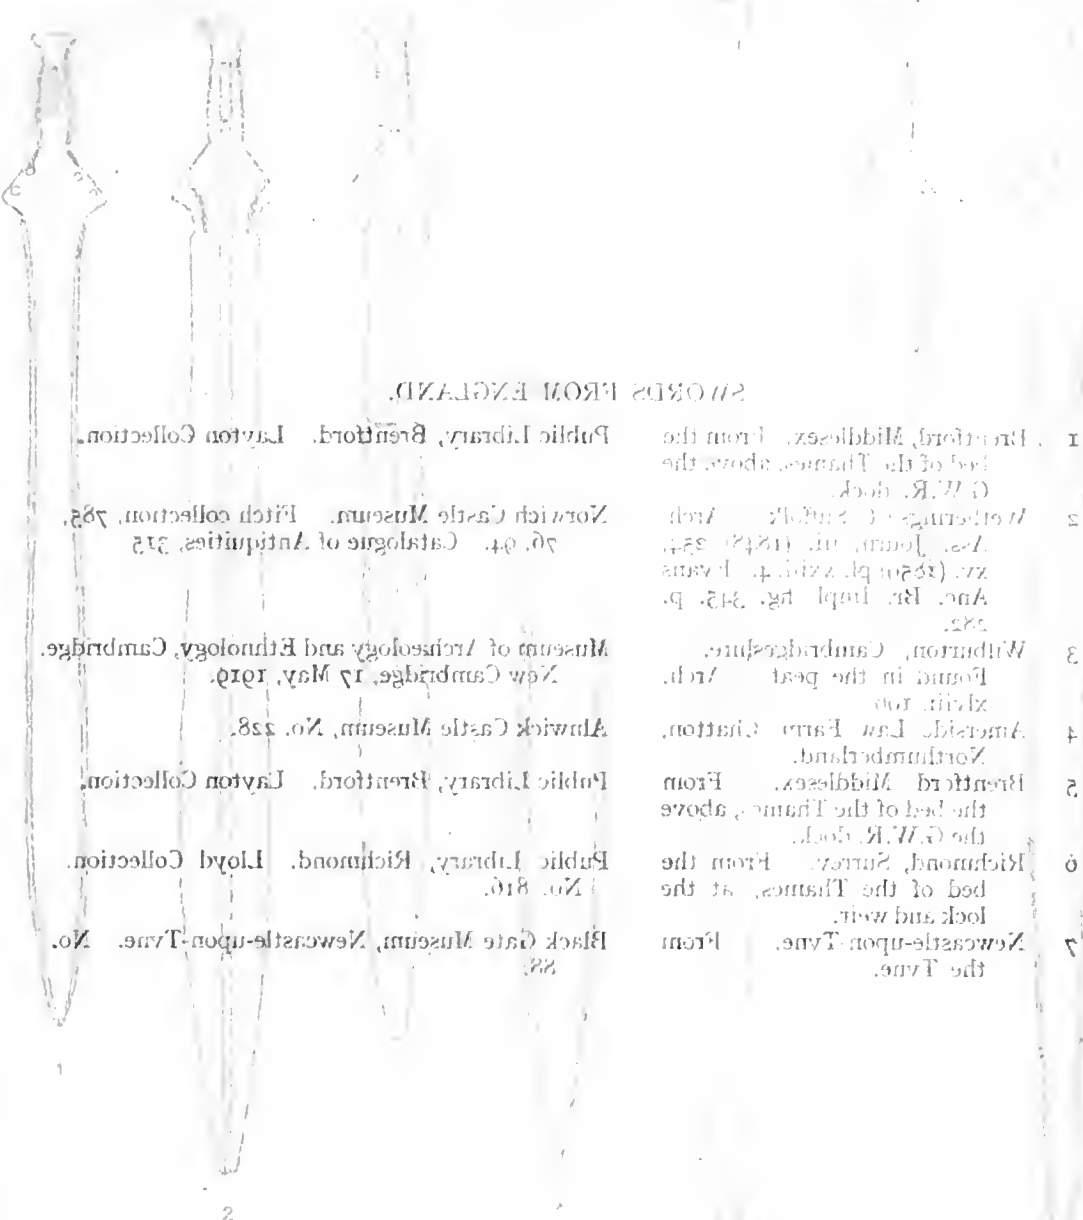 SWORDS FROM ENGLAND.
1. Brentford, Middlesex. From the bed of the Thames, above the G.W.R. dock.
Public Library, Brentford. Layton Collection.
2 Suffolk. Arch.
Ass. Journ. iii. (1848) 254;
xv. pl. xxiii. 4. Evans
Anc. Br. Impl. fig. 345. p.
282.
Norwich Castle Museum. Fitch collection, 785,
76. 94. Catalogue of Antiquities, 315
3 Wilburton, Cambridgeshire.
Found in the peat Arch.
xlviii.
Museum of Archæology and Ethnology, Cambridge.
New Cambridge, 17 May, 1919.
4 Amerside Law Farm Chatton,
Northumberland.
Alnwick Castle Museum, No. 228.
5 Brentford Middlesex. From
the bed of the Thames, above
the G.W.R. dock.
Public Library, Brentford. Layton Collection.
6 Richmond, Surrey. From the
bed of the Thames, at the
lock and weir.
Public Library, Richmond. Lloyd Collection.
No. 816.
7 Newcastle-upon-Tyne. From
the Tyne.
Black Gate Museum, Newcastle-upon-Tyne. No.
88.
1
2